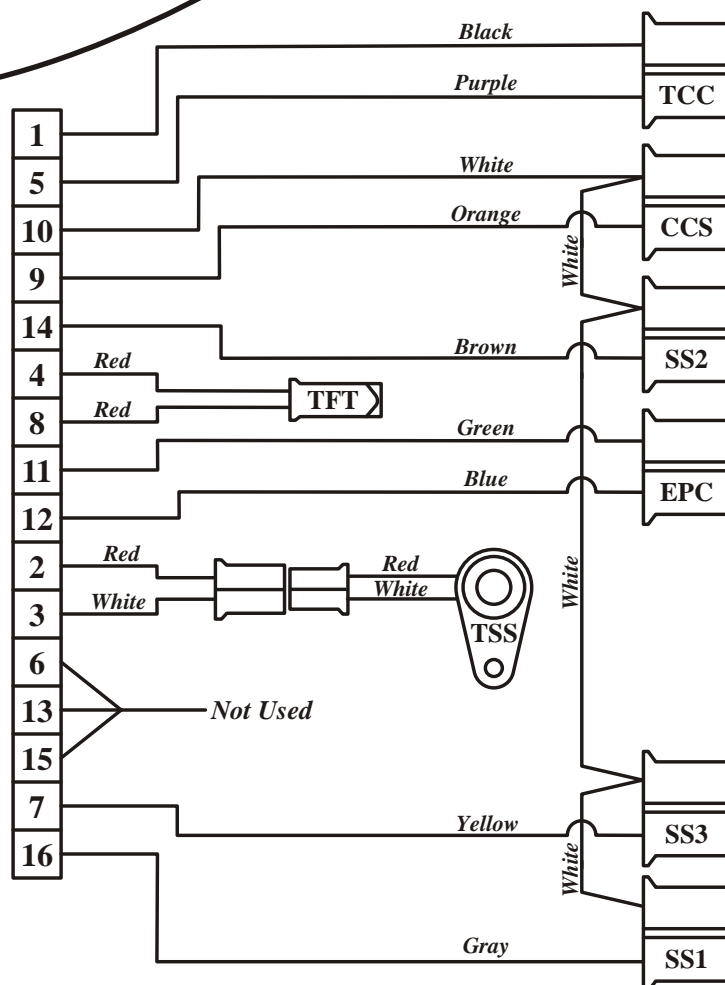 Black
Purple
TCC
1
5
White
10
Orange
CCS
White
9
14
Brown
SS2
4
Red
TFT
8
Red
Green
11
Blue
EPC
12
2
Red
Red
3
White
White
TSS
White
6
13
Not Used
15
7
Yellow
SS3
16
White
Gray
SS1